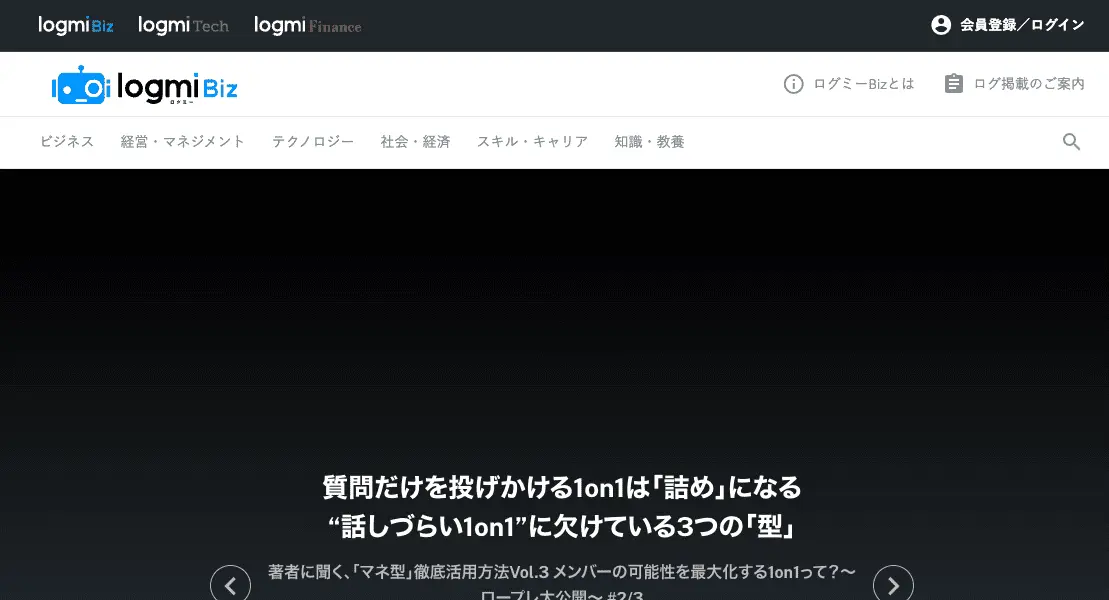 logmi Biz
logmi Tech
logmi Finance
会員登録／ログイン
logmi Biz
ログミー
ログミーBizとは
ログ掲載のご案内
ビジネス
経営・マネジメント
テクノロジー
社会・経済
スキル・キャリア
知識・教養
質問だけを投げかける1on1は「詰め」になる
“話しづらい1on1”に欠けている3つの「型」
著者に聞く、「マネ型」徹底活用方法Vol.3 メンバーの可能性を最大化する1on1って？〜
ロープレ大公開〜 #2/3